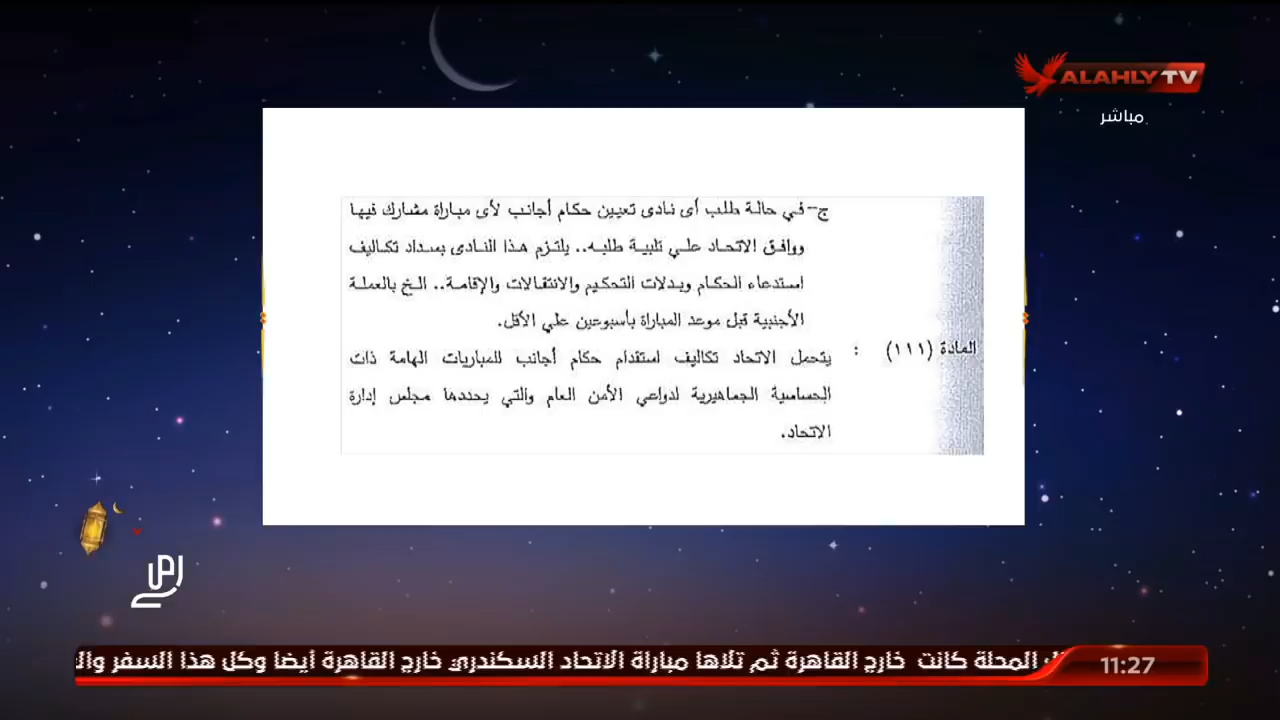 ALAHLY TV
مباشر
ج- في حالة طلب أى نادى تعيين حكام أجانب لأى مباراة مشارك فيها
ووافق الاتحاد علي تلبية طلبه.. يلتزم هذا النادى بسداد تكاليف
استدعاء الحكام وبدلات التحكيم والانتقالات والإقامة.. الخ بالعملة
الأجنبية قبل موعد المباراة بأسبوعين علي الأقل.
المادة (١١١) : يتحمل الاتحاد تكاليف استقدام حكام أجانب للمباريات الهامة ذات
الحساسية الجماهيرية لدواعي الأمن العام والتي يحددها مجلس إدارة
الاتحاد.
المحلة كانت خارج القاهرة ثم تلاها مباراة الاتحاد السكندري خارج القاهرة أيضا وكل هذا السفر
11:27